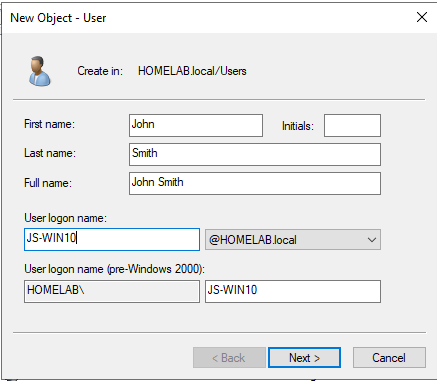 New Object - User
Create in: HOMELAB.local/Users
First name: John Initials:
Last name: Smith
Full name: John Smith
User logon name:
JS-WIN10 @HOMELAB.local
User logon name (pre-Windows 2000):
HOMELAB\ JS-WIN10
< Back Next > Cancel